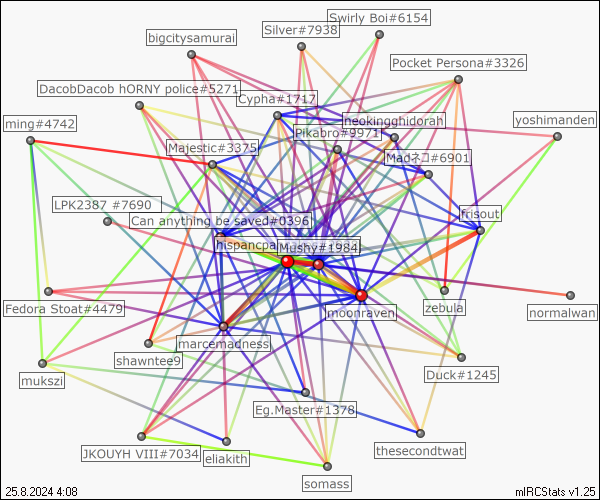 Swirly Boi#6154
Silver#7938
bigcitysamurai
Pocket Persona#3326
DacobDacob hORNY police#5271
Cypha#1717
neokingghidorah
yoshimanden
ming#4742
Pikabro#9971
Majestic#3375
Madネコ#6901
LPK2387 #7690
Can anything be saved#0396
frisout
hispancpa
Mushy#1984
Fedora Stoat#4479
moonraven
zebula
normalwan
marcemadness
shawntee9
Duck#1245
mukszi
Eg.Master#1378
JKOUYH VIII#7034
eliakith
thesecondtwat
somass
25.8.2024 4:08
mIRCStats v1.25